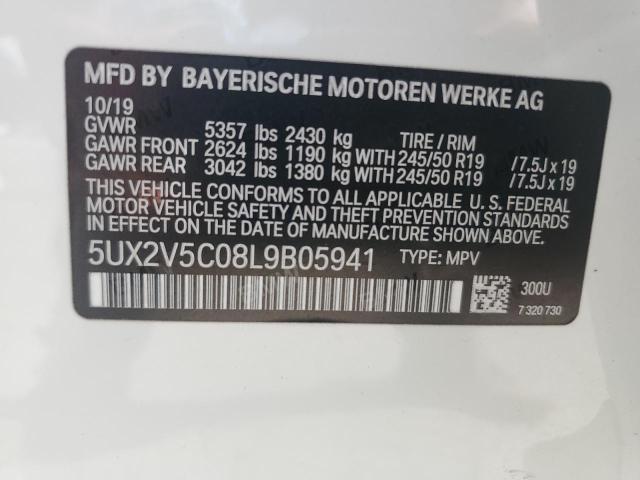 MFD BY BAYERISCHE MOTOREN WERKE AG
10/19
GVWR 5357 lbs 2430 kg TIRE / RIM
GAWR FRONT 2624 lbs 1190 kg WITH 245/50 R19 /7.5J x 19
GAWR REAR 3042 lbs 1380 kg WITH 245/50 R19 /7.5J x 19
THIS VEHICLE CONFORMS TO ALL APPLICABLE U. S. FEDERAL
MOTOR VEHICLE SAFETY AND THEFT PREVENTION STANDARDS
IN EFFECT ON THE DATE OF MANUFACTURE SHOWN ABOVE.
5UX2V5C08L9B05941 TYPE: MPV
300U
7 320 730